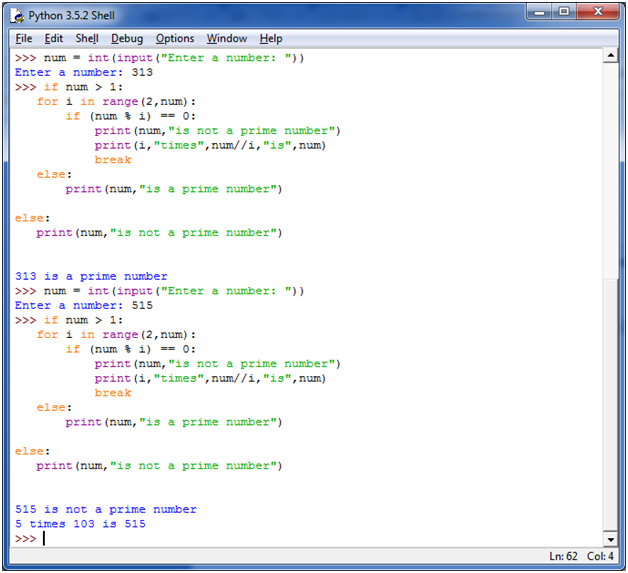 Python 3.5.2 Shell
File Edit Shell Debug Options Window Help
>>> num = int(input("Enter a number: "))
Enter a number: 313
>>> if num > 1:
   for i in range(2,num):
       if (num % i) == 0:
           print(num,"is not a prime number")
           print(i,"times",num//i,"is",num)
           break
   else:
       print(num,"is a prime number")
else:
   print(num,"is not a prime number")
313 is a prime number
>>> num = int(input("Enter a number: "))
Enter a number: 515
>>> if num > 1:
   for i in range(2,num):
       if (num % i) == 0:
           print(num,"is not a prime number")
           print(i,"times",num//i,"is",num)
           break
   else:
       print(num,"is a prime number")
else:
   print(num,"is not a prime number")
515 is not a prime number
5 times 103 is 515
>>>
Ln: 62 Col: 4